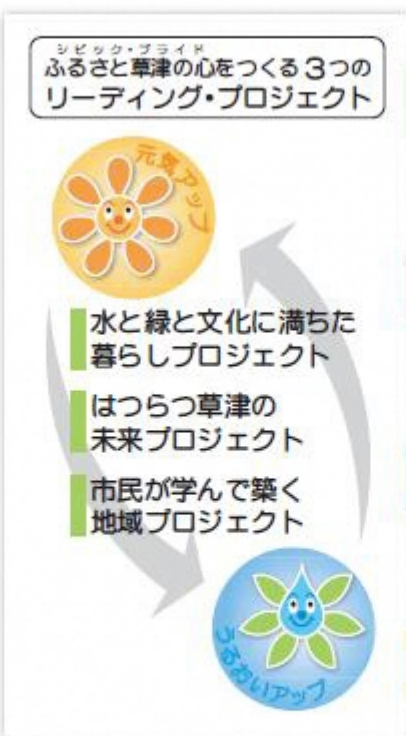 シビック・プライド
ふるさと草津の心をつくる3つの
リーディング・プロジェクト
元気アップ
水と緑と文化に満ちた
暮らしプロジェクト
はつらつ草津の
未来プロジェクト
市民が学んで築く
地域プロジェクト
うるおいアップ